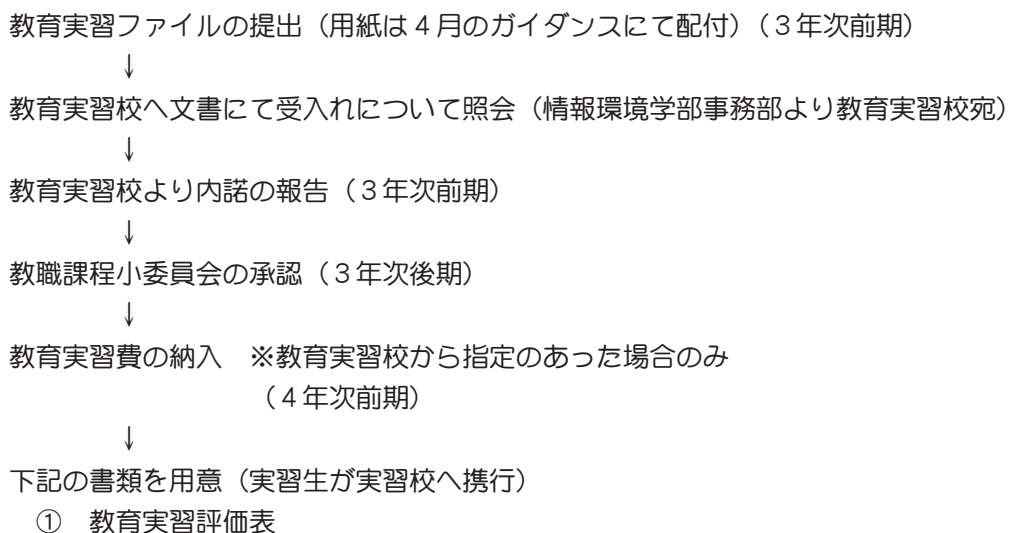 教育実習ファイルの提出（用紙は４月のガイダンスにて配付）（３年次前期）
↓
教育実習校へ文書にて受入れについて照会（情報環境学部事務部より教育実習校宛）
↓
教育実習校より内諾の報告（３年次前期）
↓
教職課程小委員会の承認（３年次後期）
↓
教育実習費の納入　※教育実習校から指定のあった場合のみ
（４年次前期）
↓
下記の書類を用意（実習生が実習校へ携行）
①　教育実習評価表